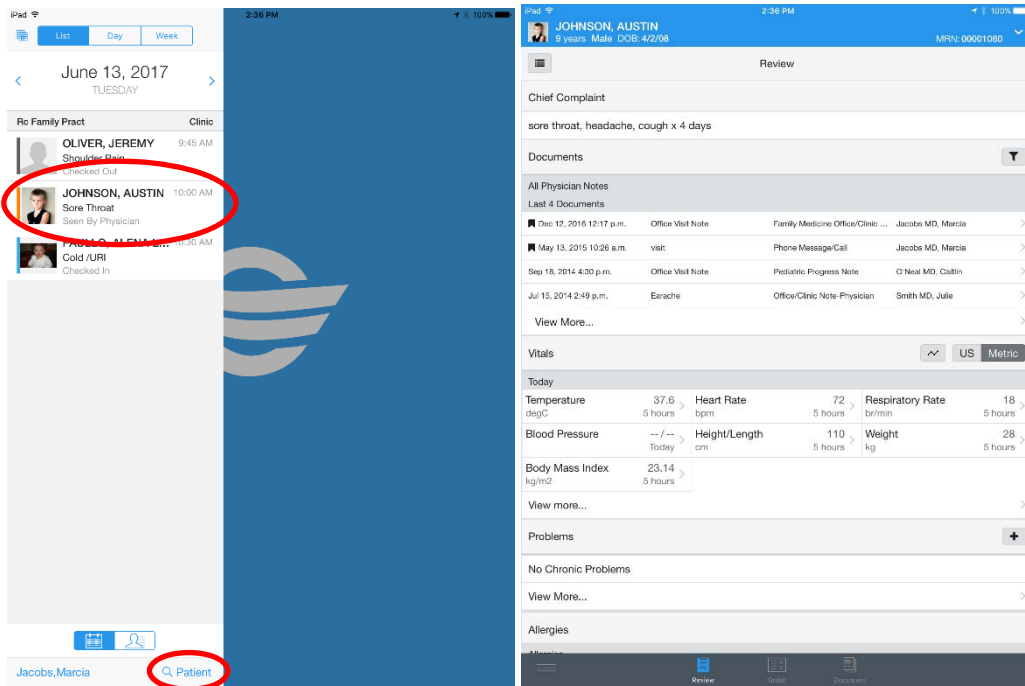 iPad 2:36 PM 100%
List Day Week
June 13, 2017
TUESDAY
Rc Family Pract Clinic
OLIVER, JEREMY 9:45 AM
Shoulder Pain
Checked Out
JOHNSON, AUSTIN 10:00 AM
Sore Throat
Seen By Physician
PAULLO, ALENA L... 10:30 AM
Cold /URI
Checked In
Jacobs,Marcia Patient
iPad 2:36 PM 100%
JOHNSON, AUSTIN
9 years Male DOB:4/2/08 MRN:00001060
Review
Chief Complaint
sore throat, headache, cough x 4 days
Documents
All Physician Notes
Last 4 Documents
Dec 12, 2016 12:17 p.m. Office Visit Note Family Medicine Office/Clinic ... Jacobs MD, Marcia
May 13, 2015 10:26 a.m. visit Phone Message/Call Jacobs MD, Marcia
Sep 18, 2014 4:30 p.m. Office Visit Note Pediatric Progress Note O'Neal MD, Caitlin
Jul 15, 2014 2:49 p.m. Earache Office/Clinic Note-Physician Smith MD, Julie
View More...
Vitals US Metric
Today
Temperature 37.6 Heart Rate 72 Respiratory Rate 18
degC 5 hours bpm 5 hours br/min 5 hours
Blood Pressure --/-- Height/Length 110 Weight 28
Today cm 5 hours kg 5 hours
Body Mass Index 23.14
kg/m2 5 hours
View more...
Problems
No Chronic Problems
View More...
Allergies
Review Order Document